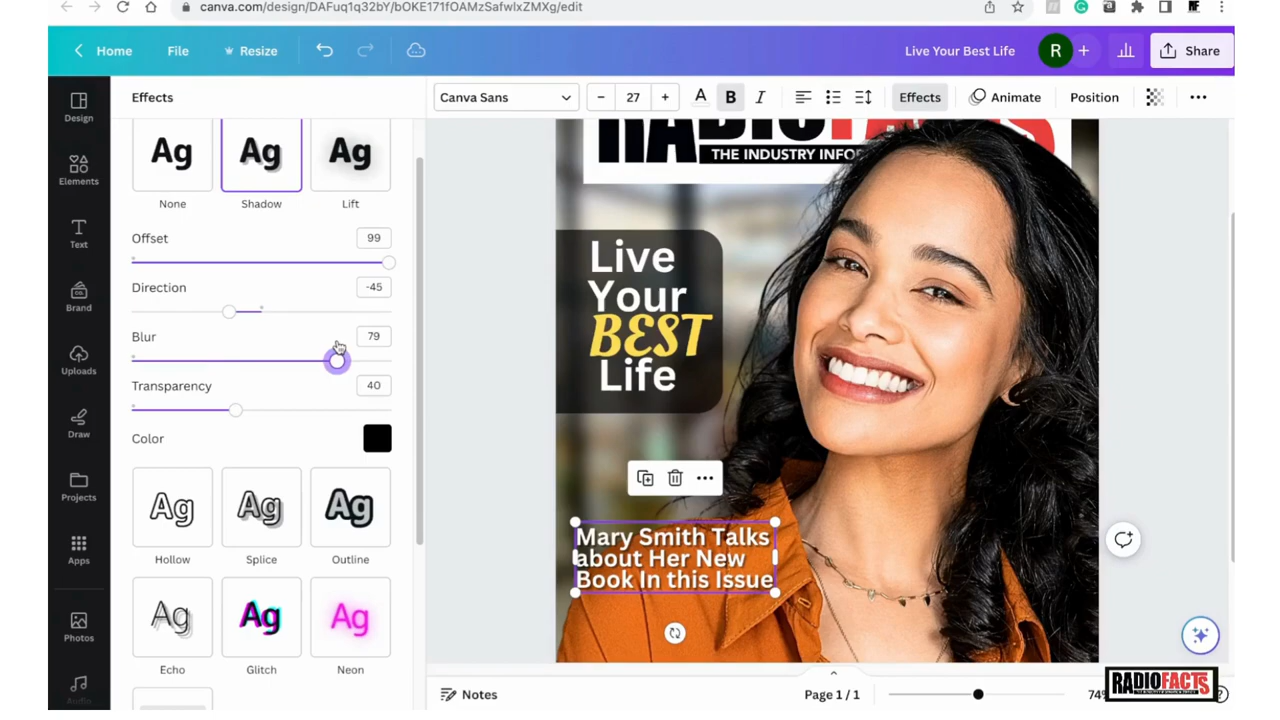 canva.com/design/DAFuq1q32bY/bOKE171fOAMzSafwIxZMXg/edit
Home
File
Resize
Live Your Best Life
R
Share
Design
Elements
Text
Brand
Uploads
Draw
Projects
Apps
Photos
Audio
Effects
Ag
Ag
Ag
None
Shadow
Lift
Offset
99
Direction
-45
Blur
79
Transparency
40
Color
Ag
Ag
Ag
Hollow
Splice
Outline
Ag
Ag
Ag
Echo
Glitch
Neon
Canva Sans
27
A
B
I
Effects
Animate
Position
RADIOFACTS
THE INDUSTRY INFOR
Live
Your
BEST
Life
Mary Smith Talks
about Her New
Book In this Issue
Notes
Page 1 / 1
74%
RADIOFACTS